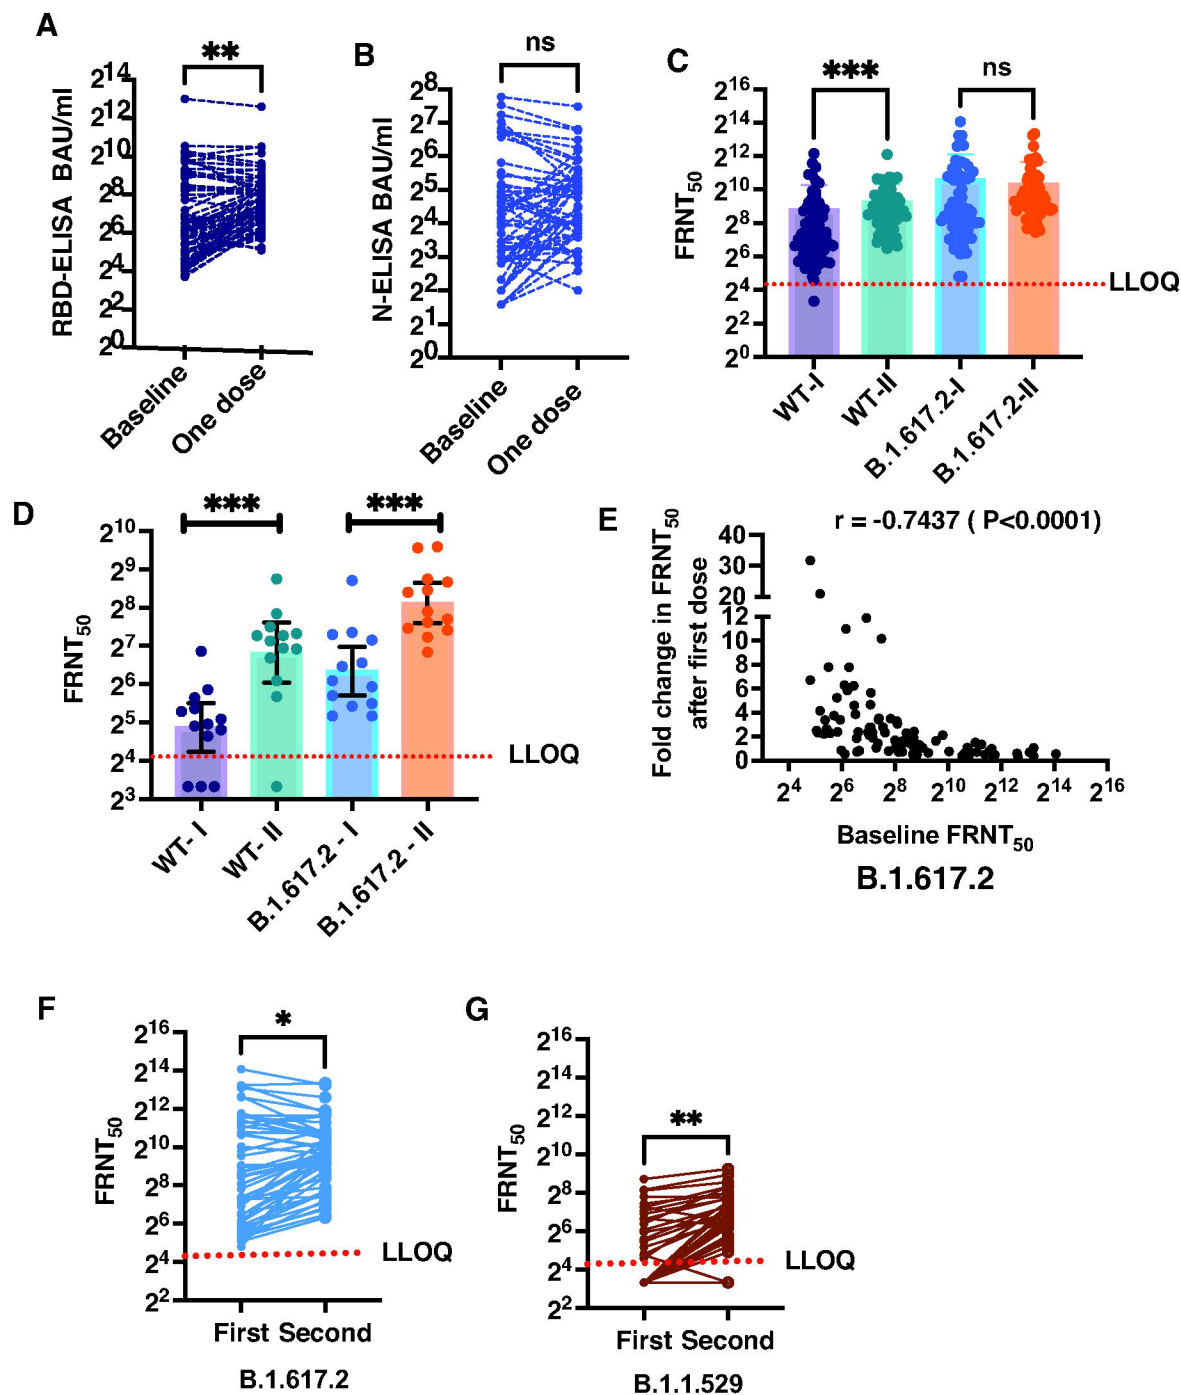 A
**
RBD-ELISA BAU/ml
2^14
2^12
2^10
2^8
2^6
2^4
2^2
2^0
Baseline
One dose
B
ns
N-ELISA BAU/ml
2^8
2^7
2^6
2^5
2^4
2^3
2^2
2^1
2^0
Baseline
One dose
C
***
ns
FRNT50
2^16
2^14
2^12
2^10
2^8
2^6
2^4
2^2
2^0
LLOQ
WT-I
WT-II
B.1.617.2-I
B.1.617.2-II
D
***
***
FRNT50
2^10
2^9
2^8
2^7
2^6
2^5
2^4
2^3
LLOQ
WT- I
WT- II
B.1.617.2 - I
B.1.617.2 - II
E
r = -0.7437 ( P<0.0001)
Fold change in FRNT50
after first dose
40
30
20
12
10
8
6
4
2
0
2^4 2^6 2^8 2^10 2^12 2^14 2^16
Baseline FRNT50
B.1.617.2
F
*
FRNT50
2^16
2^14
2^12
2^10
2^8
2^6
2^4
2^2
LLOQ
First Second
B.1.617.2
G
**
FRNT50
2^16
2^14
2^12
2^10
2^8
2^6
2^4
2^2
LLOQ
First Second
B.1.1.529